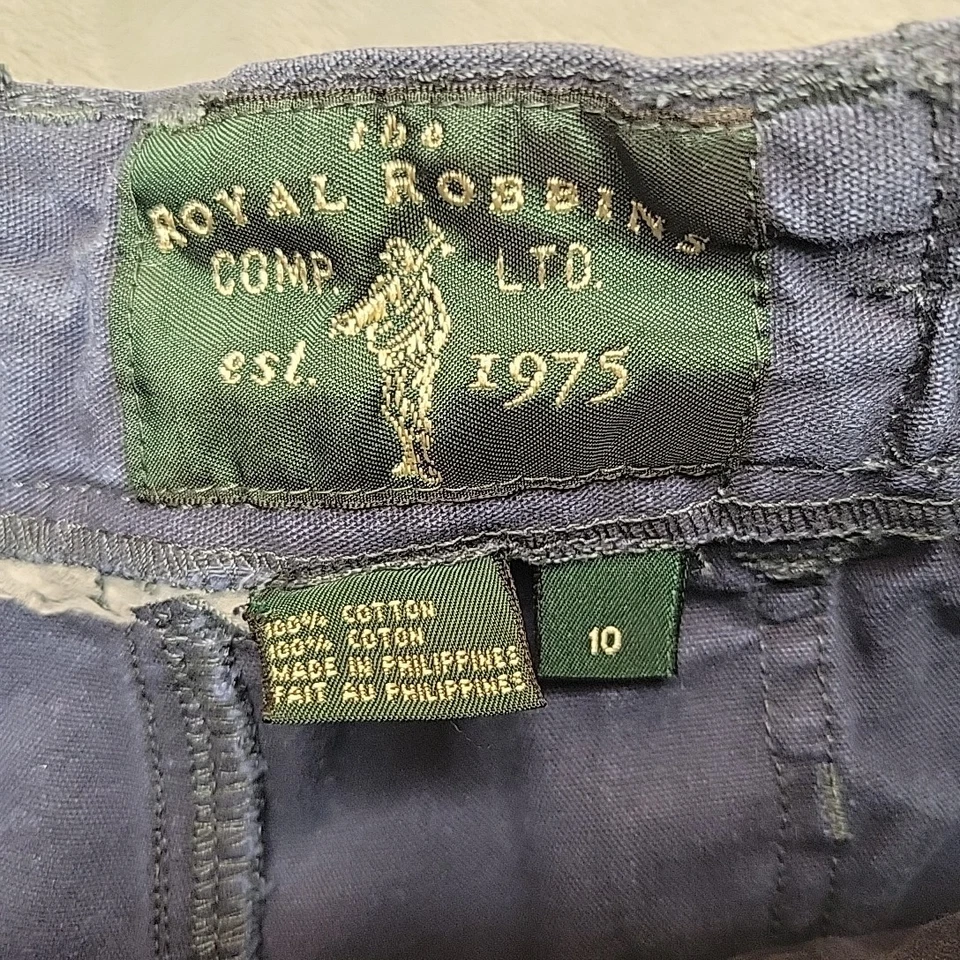 the
ROYAL ROBBINS
COMP. LTD.
est. 1975
100% COTTON
100% COTON
MADE IN PHILIPPINES
FAIT AU PHILIPPINES
10